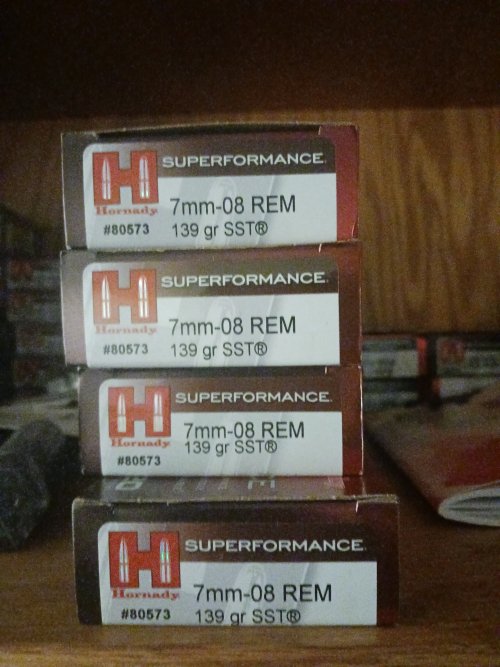 SUPERFORMANCE
Hornady
7mm-08 REM
#80573
139 gr SST®
SUPERFORMANCE
Hornady
7mm-08 REM
#80573
139 gr SST®
SUPERFORMANCE
Hornady
7mm-08 REM
#80573
139 gr SST®
SUPERFORMANCE
Hornady
7mm-08 REM
#80573
139 gr SST®